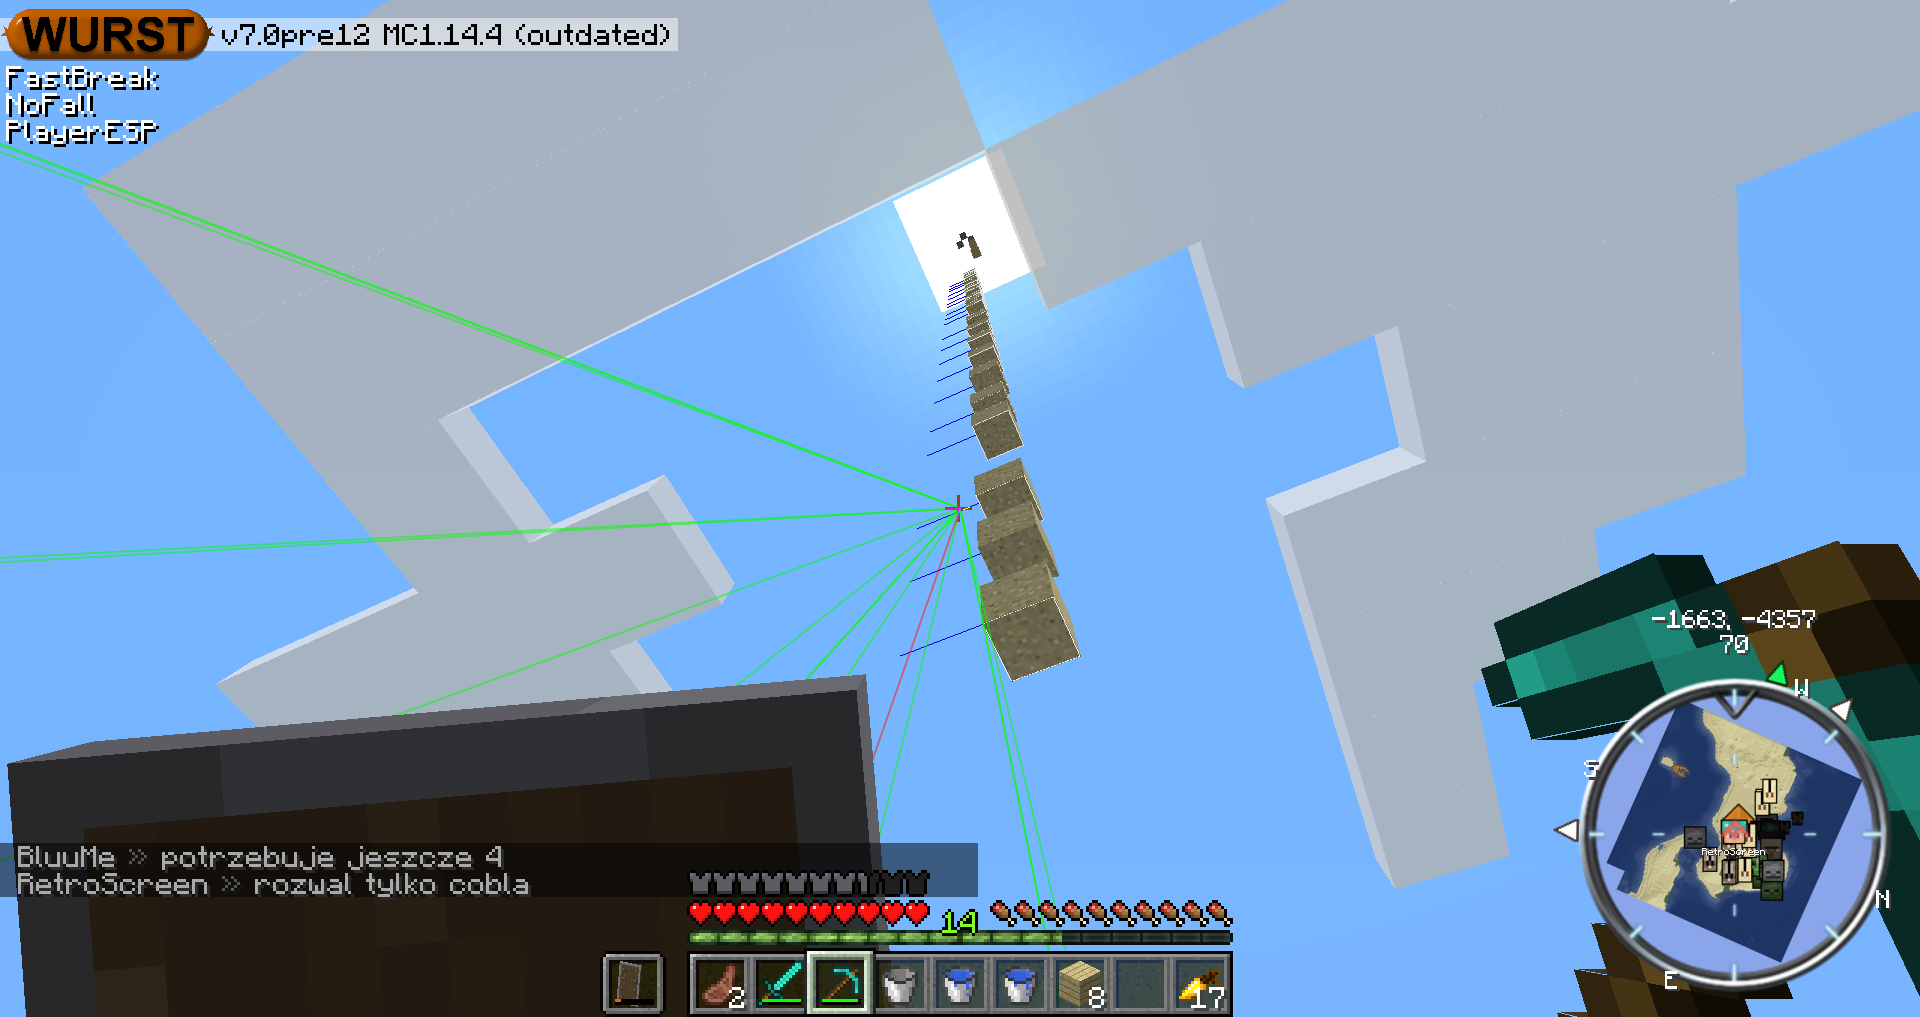 WURST v7.0pre12 MC1.14.4 (outdated)
FastBreak
NoFall
PlayerESP
-1663, -4357
70
W
S
RetroScreen
N
E
BluuMe » potrzebuje jeszcze 4
RetroScreen » rozwal tylko cobla
14
2
8
17